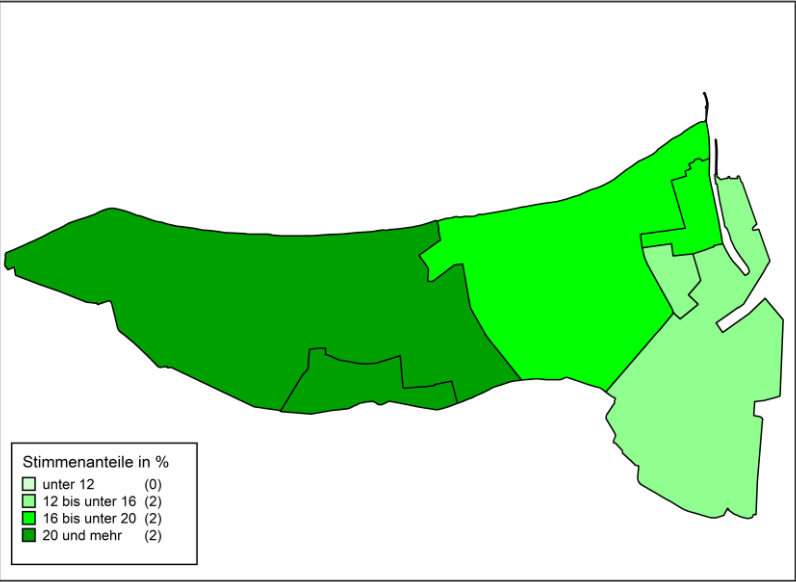 Stimmenanteile in %
unter 12 (0)
12 bis unter 16 (2)
16 bis unter 20 (2)
20 und mehr (2)